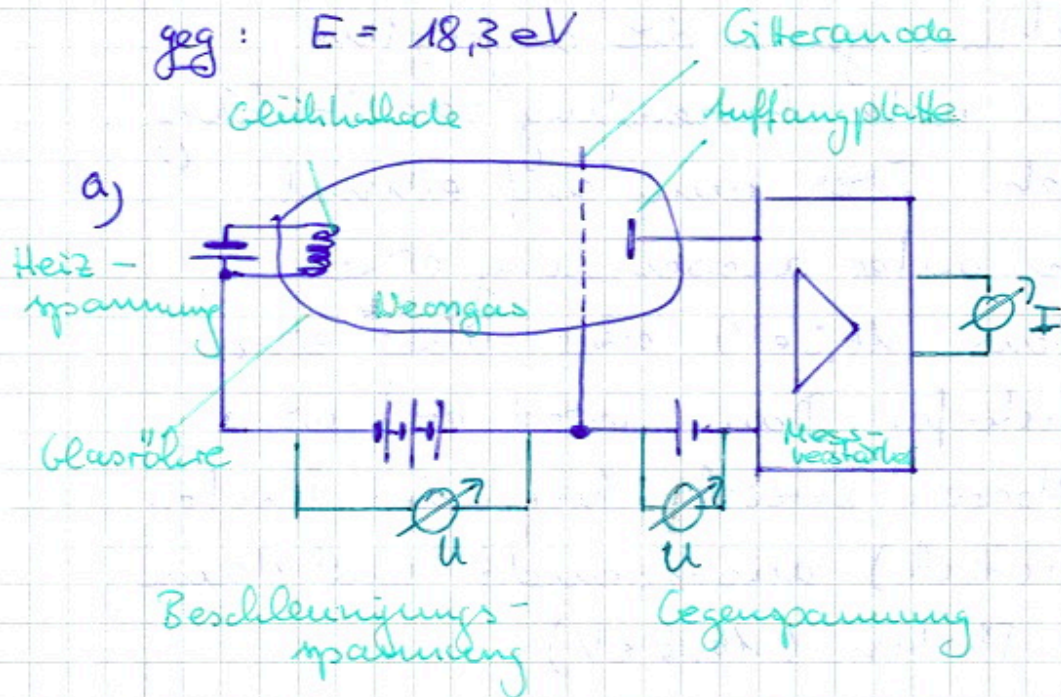 geg: E = 18,3 eV
Gitteranode
Glühkathode
Auffangplatte
a)
Heiz-
spannung
Neongas
I
Glasröhre
Mess-
verstärker
U
U
Beschleunigungs-
spannung
Gegenspannung